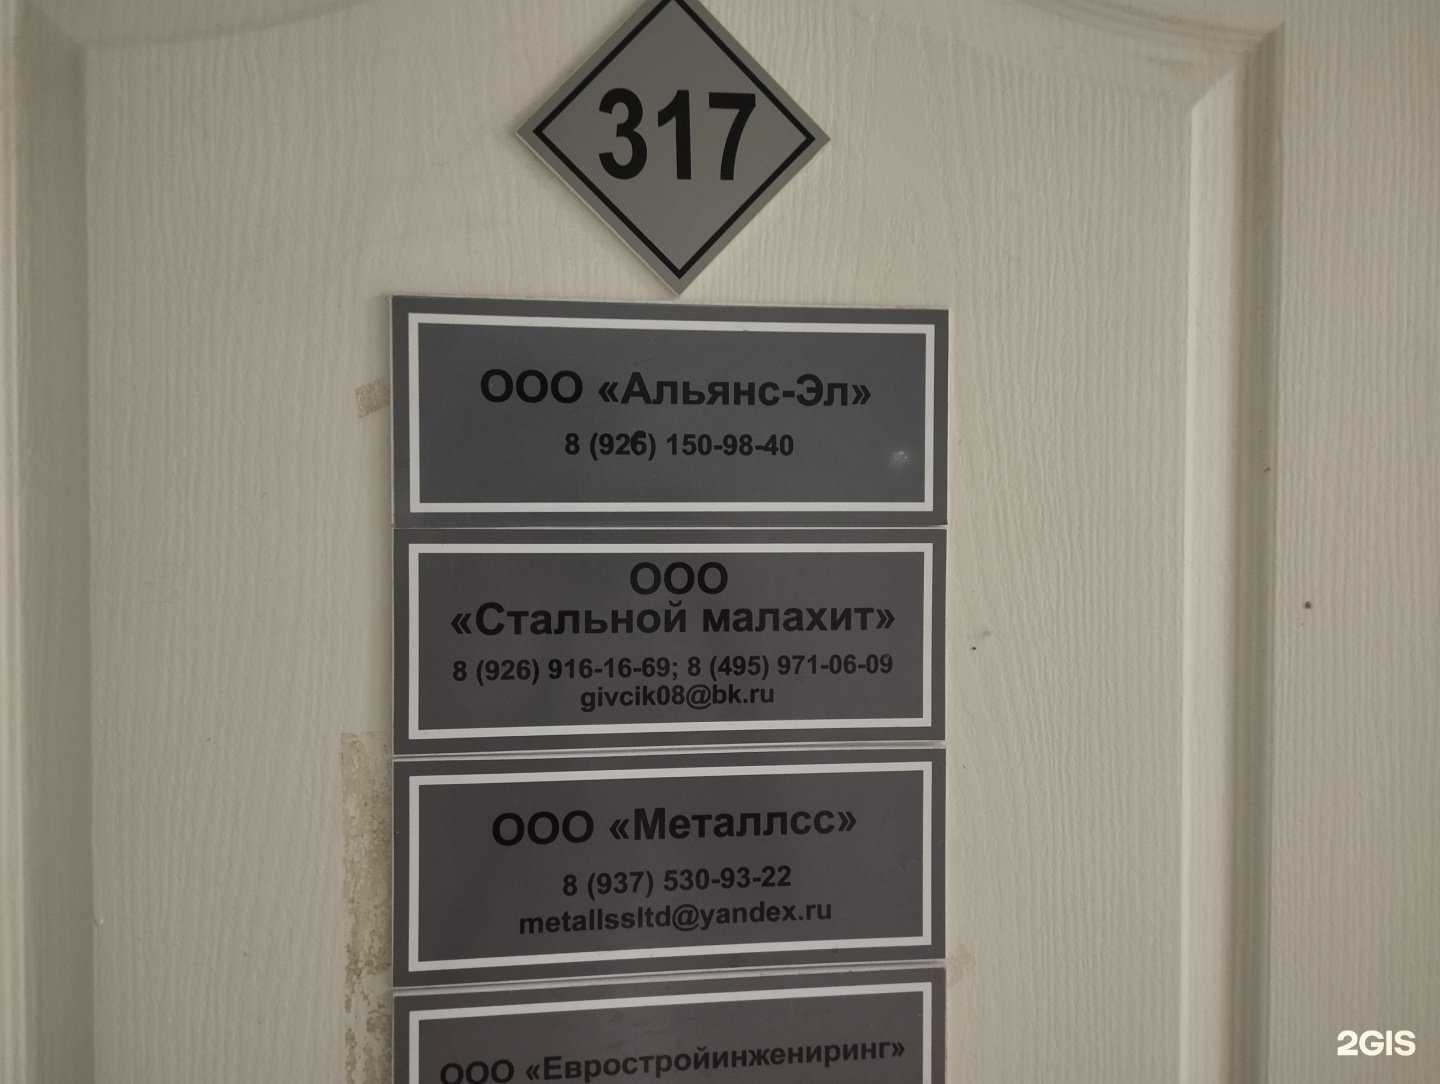 317
ООО «Альянс-Эл»
8 (926) 150-98-40
ООО
«Стальной малахит»
8 (926) 916-16-69; 8 (495) 971-06-09
givcik08@bk.ru
ООО «Металлсс»
8 (937) 530-93-22
metallssltd@yandex.ru
ООО «Евростройинжениринг»
2GIS